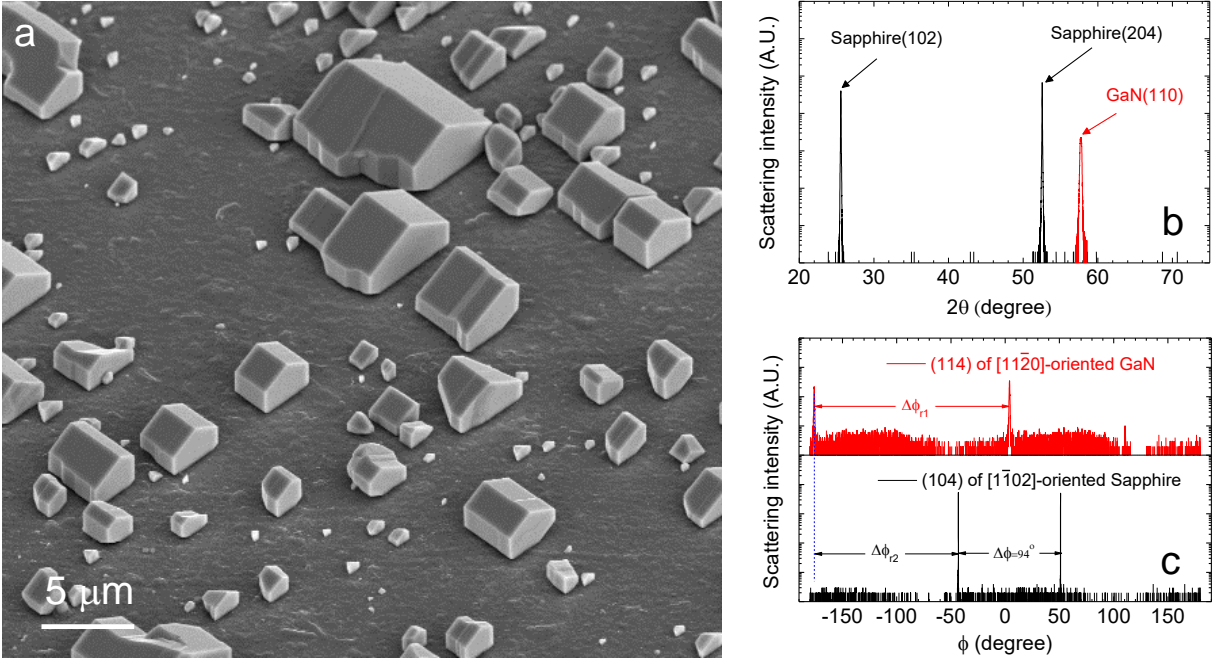 a
5 μm
Scattering intensity (A.U.)
Sapphire(102)
Sapphire(204)
GaN(110)
b
20 30 40 50 60 70
2θ (degree)
Scattering intensity (A.U.)
(114) of [112̅0]-oriented GaN
Δϕr1
(104) of [11̅02]-oriented Sapphire
Δϕr2
Δϕ=94°
c
-150 -100 -50 0 50 100 150
ϕ (degree)